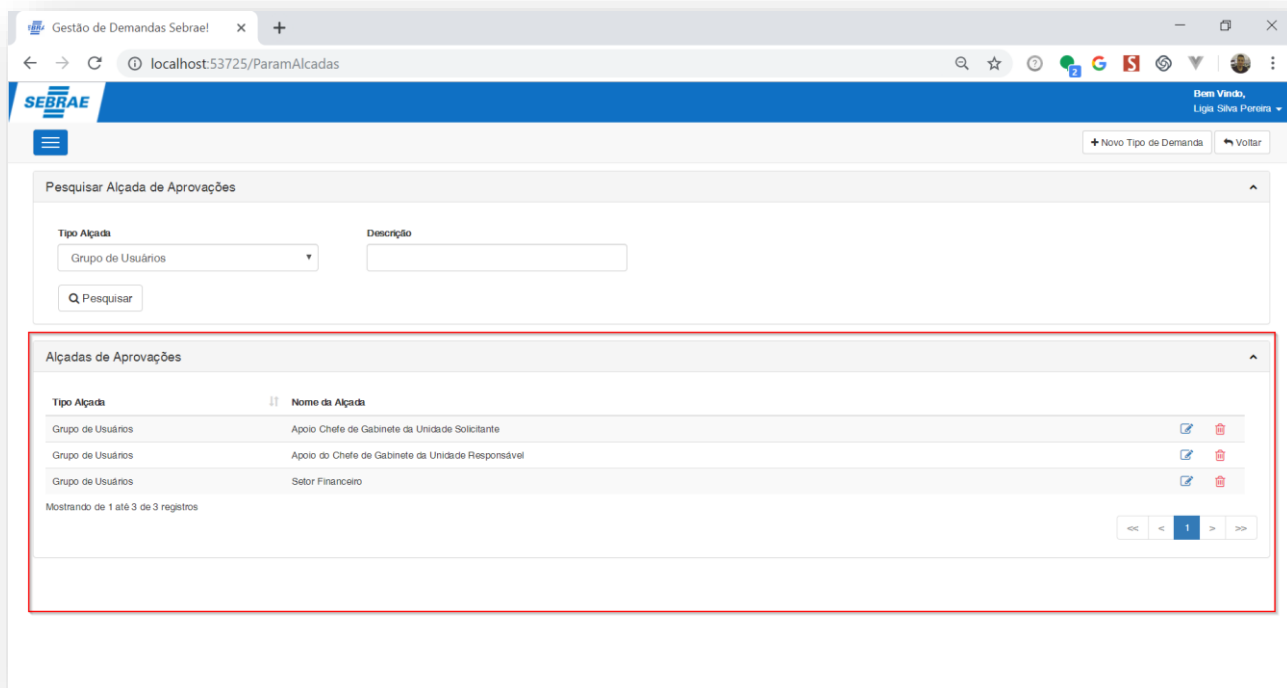 Gestão de Demandas Sebrae!
localhost:53725/ParamAlcadas
2 G S
SEBRAE
Bem Vindo,
Ligia Silva Pereira
Novo Tipo de Demanda Voltar
Pesquisar Alçada de Aprovações
Tipo Alçada Descrição
Grupo de Usuários
Pesquisar
Alçadas de Aprovações
Tipo Alçada Nome da Alçada
Grupo de Usuários Apoio Chefe de Gabinete da Unidade Solicitante
Grupo de Usuários Apoio do Chefe de Gabinete da Unidade Responsável
Grupo de Usuários Setor Financeiro
Mostrando de 1 até 3 de 3 registros
<< < 1 > >>